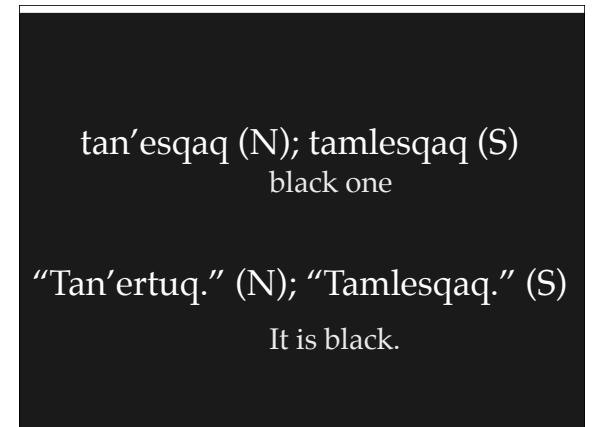 tan’esqaq (N); tamlesqaq (S)
black one
“Tan’ertuq.” (N); “Tamlesqaq.” (S)
It is black.